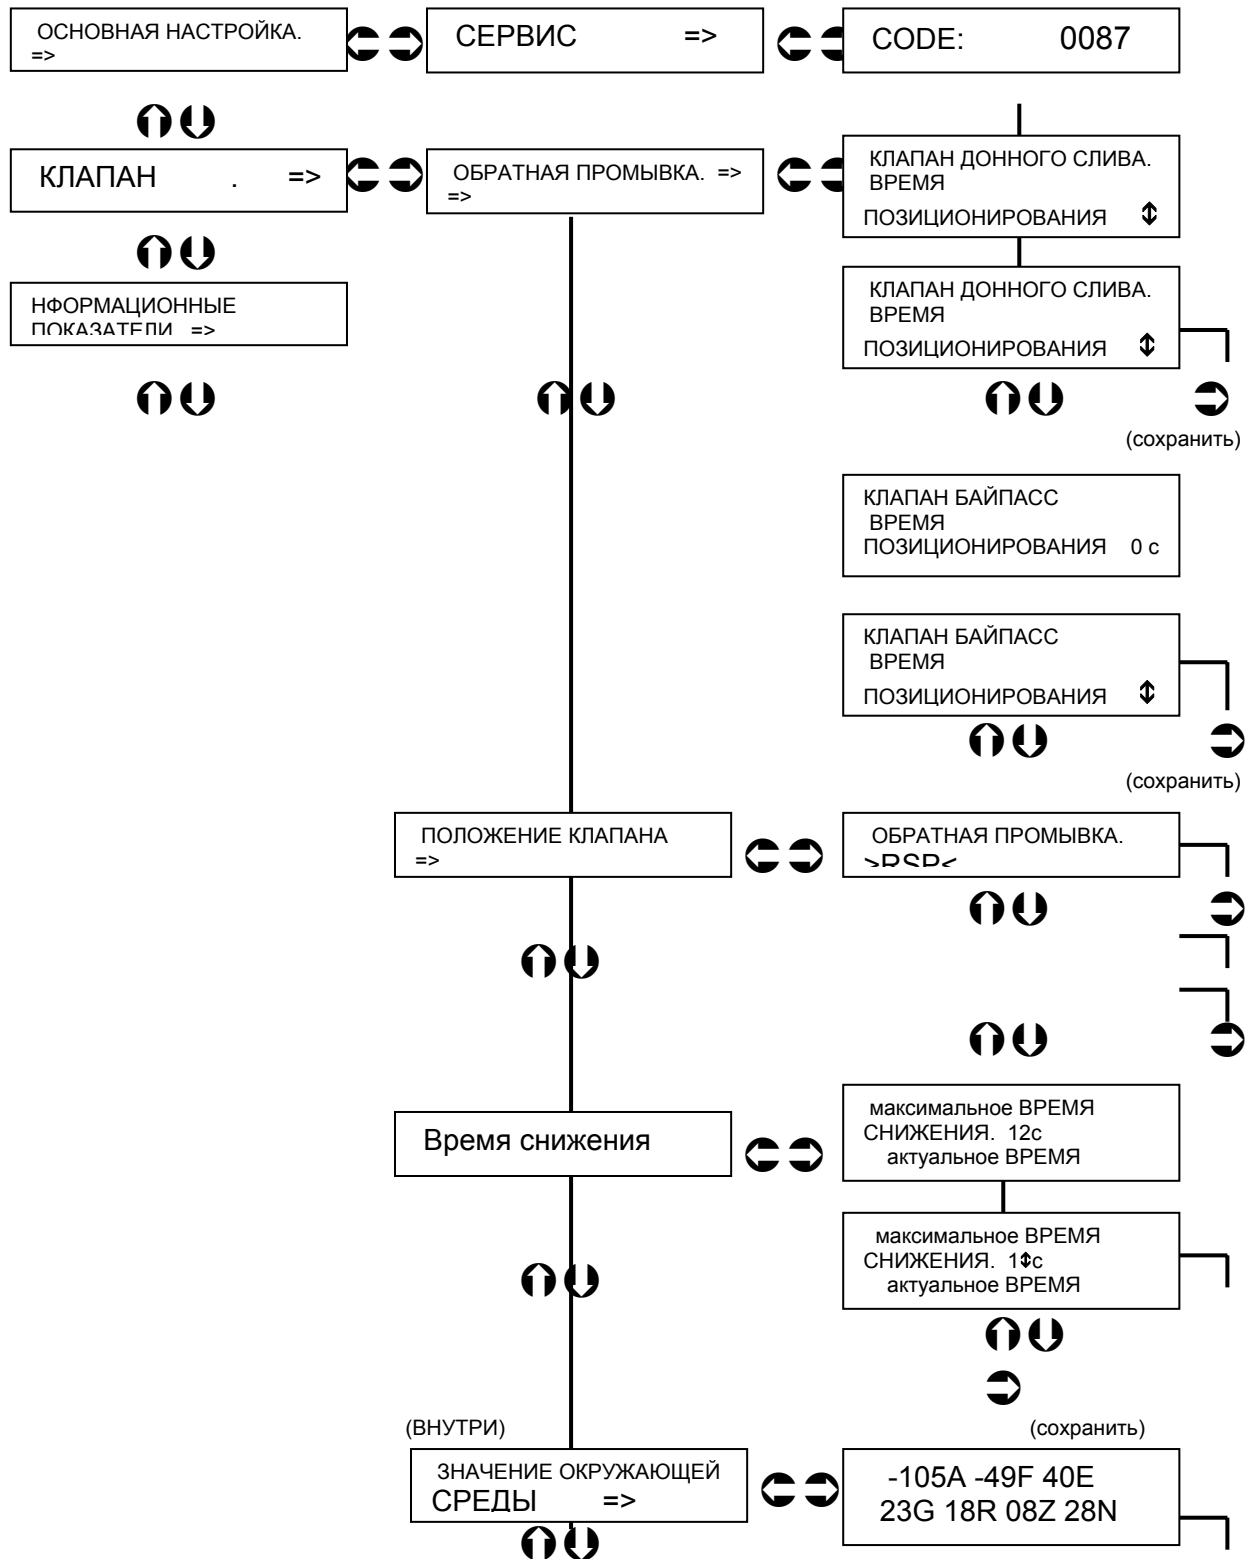 ОСНОВНАЯ НАСТРОЙКА.
=>
СЕРВИС =>
CODE: 0087
КЛАПАН . =>
ОБРАТНАЯ ПРОМЫВКА. =>
=>
КЛАПАН ДОННОГО СЛИВА.
ВРЕМЯ
ПОЗИЦИОНИРОВАНИЯ
НФОРМАЦИОННЫЕ
ПОКАЗАТЕЛИ =>
КЛАПАН ДОННОГО СЛИВА.
ВРЕМЯ
ПОЗИЦИОНИРОВАНИЯ
(сохранить)
КЛАПАН БАЙПАСС
ВРЕМЯ
ПОЗИЦИОНИРОВАНИЯ 0 с
КЛАПАН БАЙПАСС
ВРЕМЯ
ПОЗИЦИОНИРОВАНИЯ
(сохранить)
ПОЛОЖЕНИЕ КЛАПАНА
=>
ОБРАТНАЯ ПРОМЫВКА.
>RSP<
Время снижения
максимальное ВРЕМЯ
СНИЖЕНИЯ. 12с
актуальное ВРЕМЯ
максимальное ВРЕМЯ
СНИЖЕНИЯ. 1⇕с
актуальное ВРЕМЯ
(сохранить)
(ВНУТРИ)
ЗНАЧЕНИЕ ОКРУЖАЮЩЕЙ
СРЕДЫ =>
-105A -49F 40E
23G 18R 08Z 28N